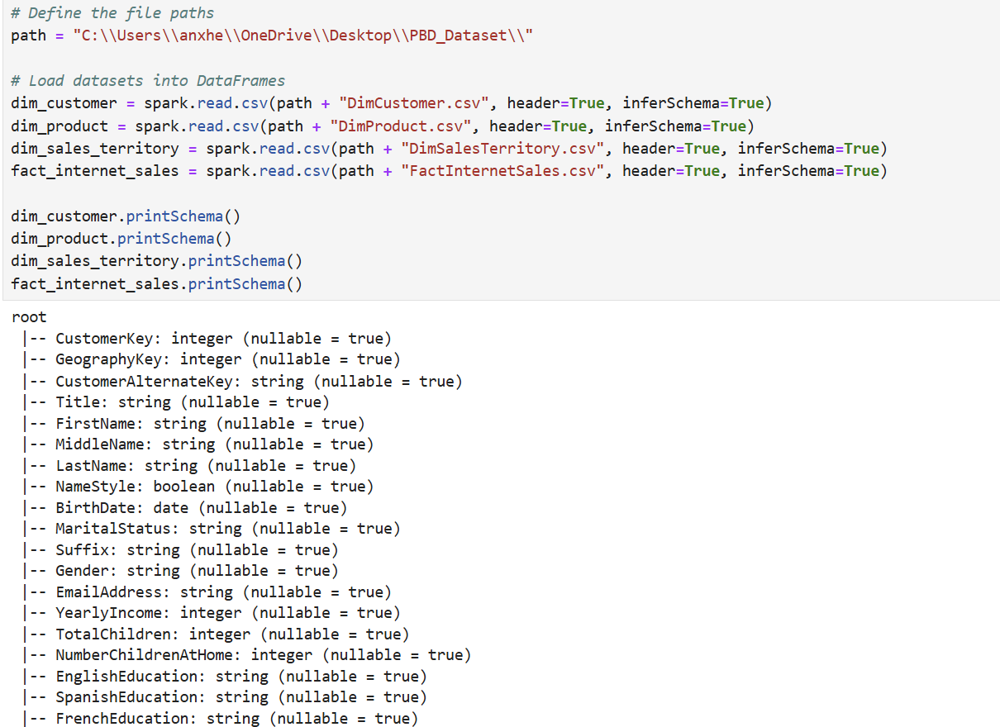 # Define the file paths
path = "C:\\Users\\anxhe\\OneDrive\\Desktop\\PBD_Dataset\\"
# Load datasets into DataFrames
dim_customer = spark.read.csv(path + "DimCustomer.csv", header=True, inferSchema=True)
dim_product = spark.read.csv(path + "DimProduct.csv", header=True, inferSchema=True)
dim_sales_territory = spark.read.csv(path + "DimSalesTerritory.csv", header=True, inferSchema=True)
fact_internet_sales = spark.read.csv(path + "FactInternetSales.csv", header=True, inferSchema=True)
dim_customer.printSchema()
dim_product.printSchema()
dim_sales_territory.printSchema()
fact_internet_sales.printSchema()
root
 |-- CustomerKey: integer (nullable = true)
 |-- GeographyKey: integer (nullable = true)
 |-- CustomerAlternateKey: string (nullable = true)
 |-- Title: string (nullable = true)
 |-- FirstName: string (nullable = true)
 |-- MiddleName: string (nullable = true)
 |-- LastName: string (nullable = true)
 |-- NameStyle: boolean (nullable = true)
 |-- BirthDate: date (nullable = true)
 |-- MaritalStatus: string (nullable = true)
 |-- Suffix: string (nullable = true)
 |-- Gender: string (nullable = true)
 |-- EmailAddress: string (nullable = true)
 |-- YearlyIncome: integer (nullable = true)
 |-- TotalChildren: integer (nullable = true)
 |-- NumberChildrenAtHome: integer (nullable = true)
 |-- EnglishEducation: string (nullable = true)
 |-- SpanishEducation: string (nullable = true)
 |-- FrenchEducation: string (nullable = true)